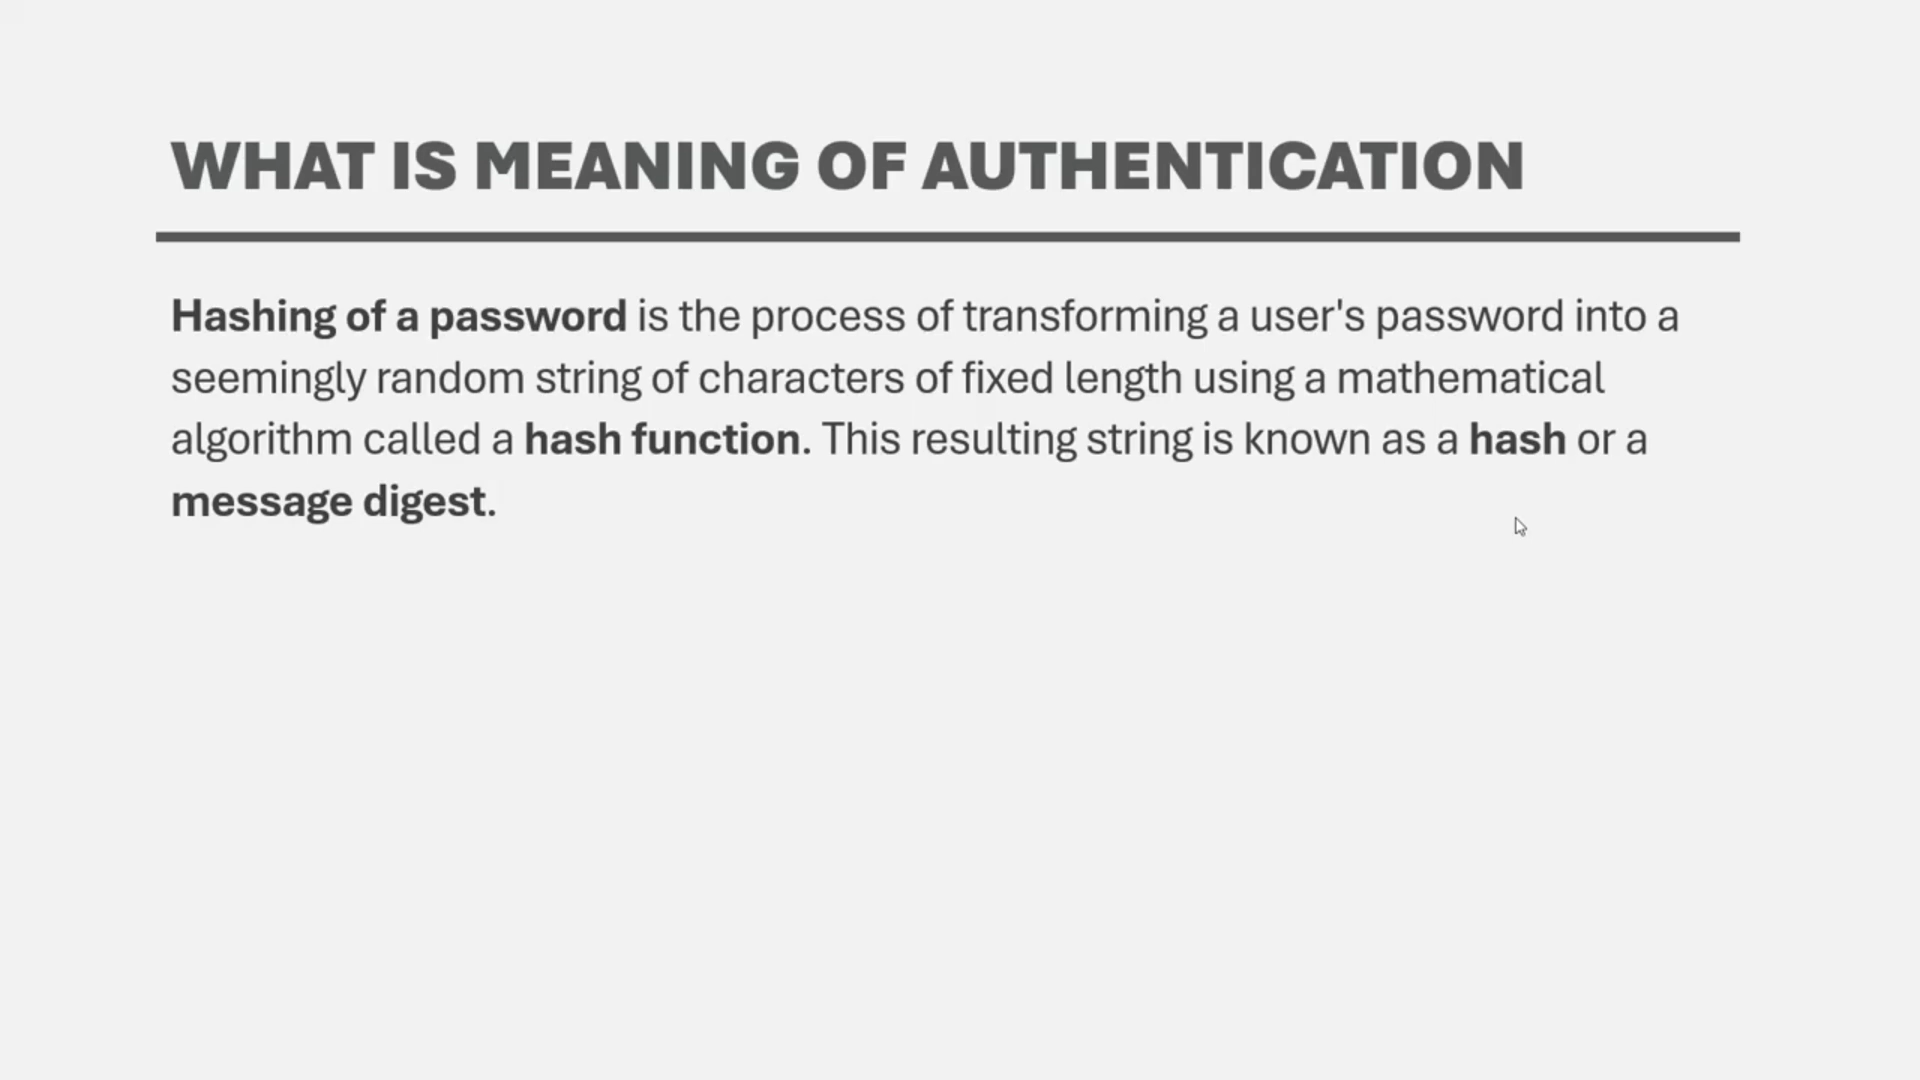 WHAT IS MEANING OF AUTHENTICATION
Hashing of a password is the process of transforming a user's password into a
seemingly random string of characters of fixed length using a mathematical
algorithm called a hash function. This resulting string is known as a hash or a
message digest.